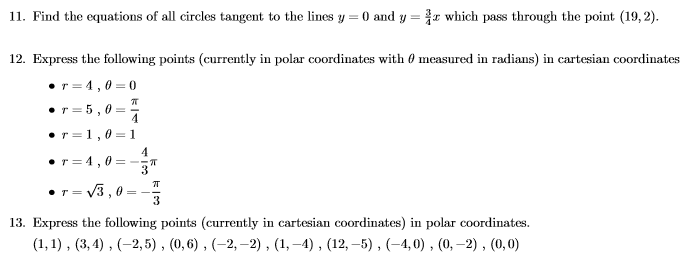 11. Find the equations of all circles tangent to the lines y = 0 and y = 3/4 x which pass through the point (19, 2).
12. Express the following points (currently in polar coordinates with θ measured in radians) in cartesian coordinates
• r = 4 , θ = 0
• r = 5 , θ = π/4
• r = 1 , θ = 1
• r = 4 , θ = −4/3 π
• r = √3 , θ = −π/3
13. Express the following points (currently in cartesian coordinates) in polar coordinates.
(1, 1) , (3, 4) , (−2, 5) , (0, 6) , (−2, −2) , (1, −4) , (12, −5) , (−4, 0) , (0, −2) , (0, 0)